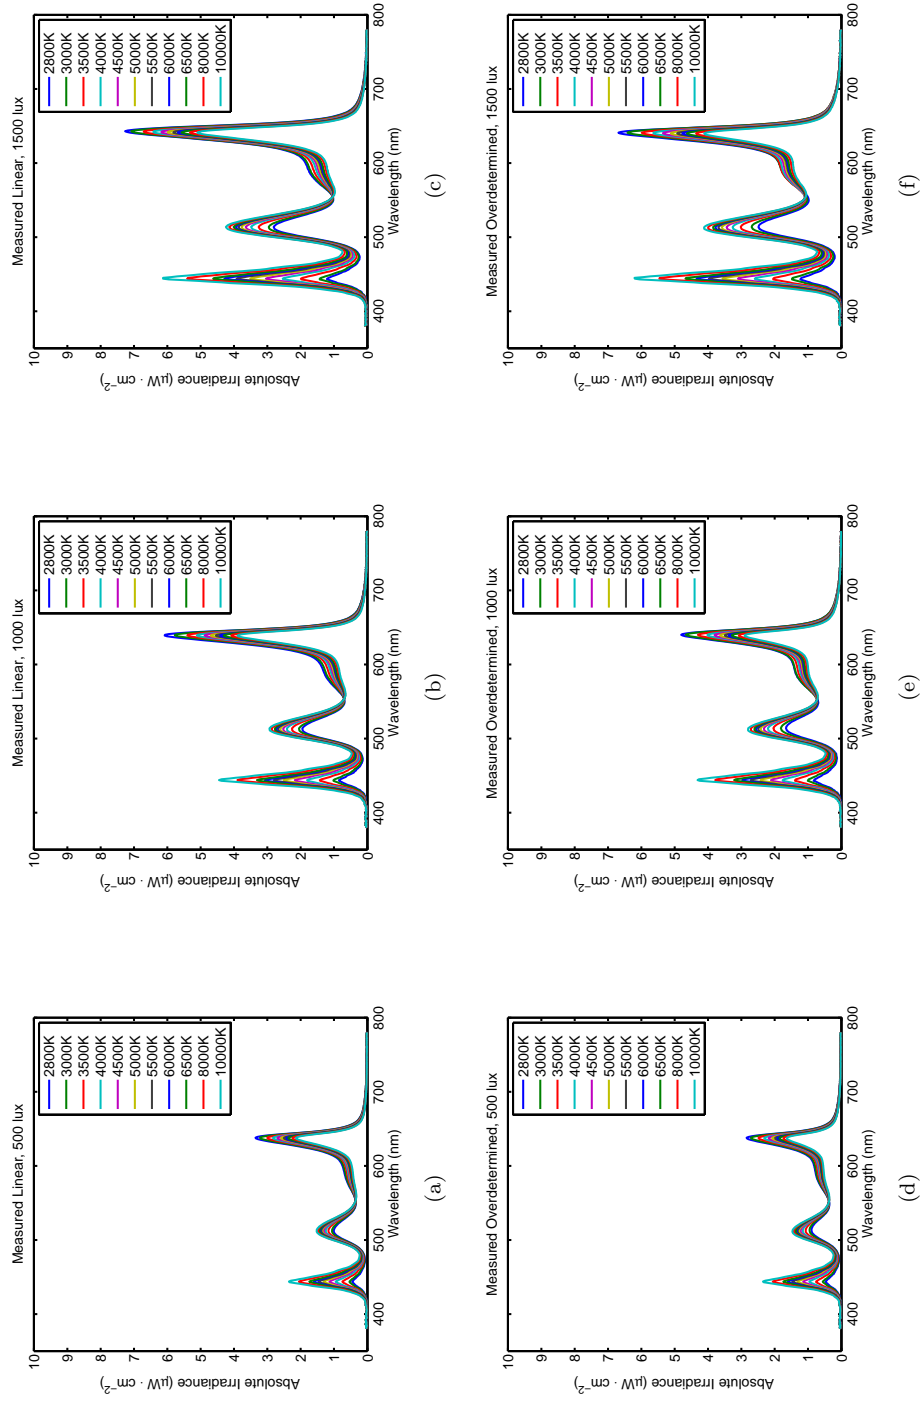 Measured Linear, 500 lux
10
9
8
7
6
5
4
3
2
1
0
Absolute Irradiance (µW · cm⁻²)
400
500
600
700
800
Wavelength (nm)
2800K
3000K
3500K
4000K
4500K
5000K
5500K
6000K
6500K
8000K
10000K
(a)
Measured Linear, 1000 lux
10
9
8
7
6
5
4
3
2
1
0
Absolute Irradiance (µW · cm⁻²)
400
500
600
700
800
Wavelength (nm)
2800K
3000K
3500K
4000K
4500K
5000K
5500K
6000K
6500K
8000K
10000K
(b)
Measured Linear, 1500 lux
10
9
8
7
6
5
4
3
2
1
0
Absolute Irradiance (µW · cm⁻²)
400
500
600
700
800
Wavelength (nm)
2800K
3000K
3500K
4000K
4500K
5000K
5500K
6000K
6500K
8000K
10000K
(c)
Measured Overdetermined, 500 lux
10
9
8
7
6
5
4
3
2
1
0
Absolute Irradiance (µW · cm⁻²)
400
500
600
700
800
Wavelength (nm)
2800K
3000K
3500K
4000K
4500K
5000K
5500K
6000K
6500K
8000K
10000K
(d)
Measured Overdetermined, 1000 lux
10
9
8
7
6
5
4
3
2
1
0
Absolute Irradiance (µW · cm⁻²)
400
500
600
700
800
Wavelength (nm)
2800K
3000K
3500K
4000K
4500K
5000K
5500K
6000K
6500K
8000K
10000K
(e)
Measured Overdetermined, 1500 lux
10
9
8
7
6
5
4
3
2
1
0
Absolute Irradiance (µW · cm⁻²)
400
500
600
700
800
Wavelength (nm)
2800K
3000K
3500K
4000K
4500K
5000K
5500K
6000K
6500K
8000K
10000K
(f)